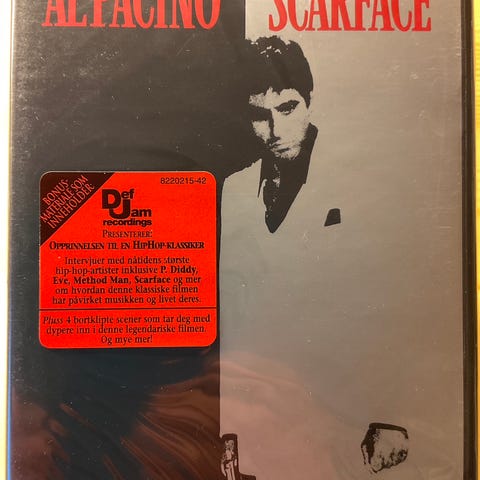 AL PACINO SCARFACE
BONUS-
MATERIALE SOM
INNEHOLDER:
8220215-42
Def
Jam
recordings
PRESENTERER:
OPPRINNELSEN TIL EN HIPHOP-KLASSIKER
Intervjuer med nåtidens største
hip-hop-artister inklusive P. Diddy,
Eve, Method Man, Scarface og mer
om hvordan denne klassiske filmen
har påvirket musikken og livet deres.
Pluss 4 bortklipte scener som tar deg med
dypere inn i denne legendariske filmen.
Og mye mer!